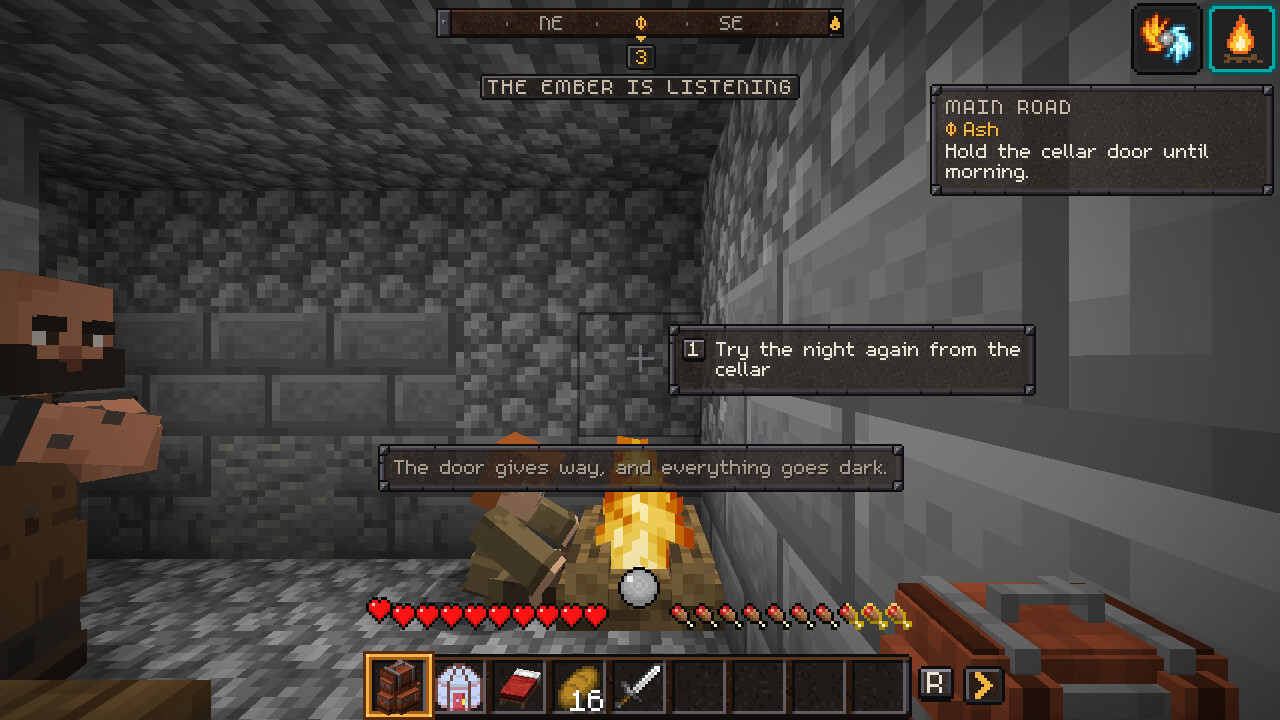 NE SE
3
THE EMBER IS LISTENING
MAIN ROAD
Ash
Hold the cellar door until
morning.
1 Try the night again from the
cellar
The door gives way, and everything goes dark.
16
R